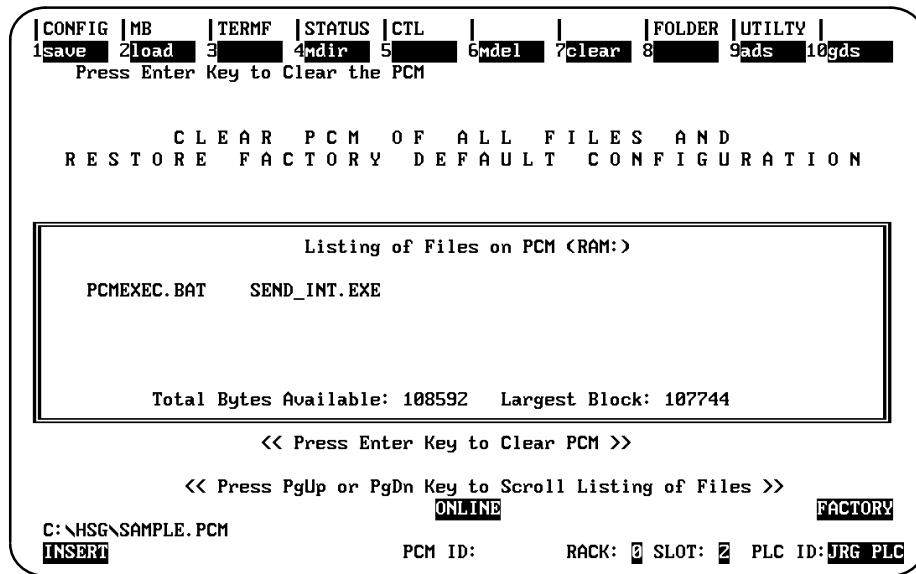 CONFIG MB TERMF STATUS CTL FOLDER UTILTY
1save 2load 3 4mdir 5 6mdel 7clear 8 9ads 10gds
Press Enter Key to Clear the PCM
C L E A R P C M O F A L L F I L E S A N D
R E S T O R E F A C T O R Y D E F A U L T C O N F I G U R A T I O N
Listing of Files on PCM (RAM:)
PCMEXEC.BAT SEND_INT.EXE
Total Bytes Available: 108592 Largest Block: 107744
<< Press Enter Key to Clear PCM >>
<< Press PgUp or PgDn Key to Scroll Listing of Files >>
ONLINE FACTORY
C:\HSG\SAMPLE.PCM
INSERT PCM ID: RACK: 0 SLOT: 2 PLC ID: JRG PLC